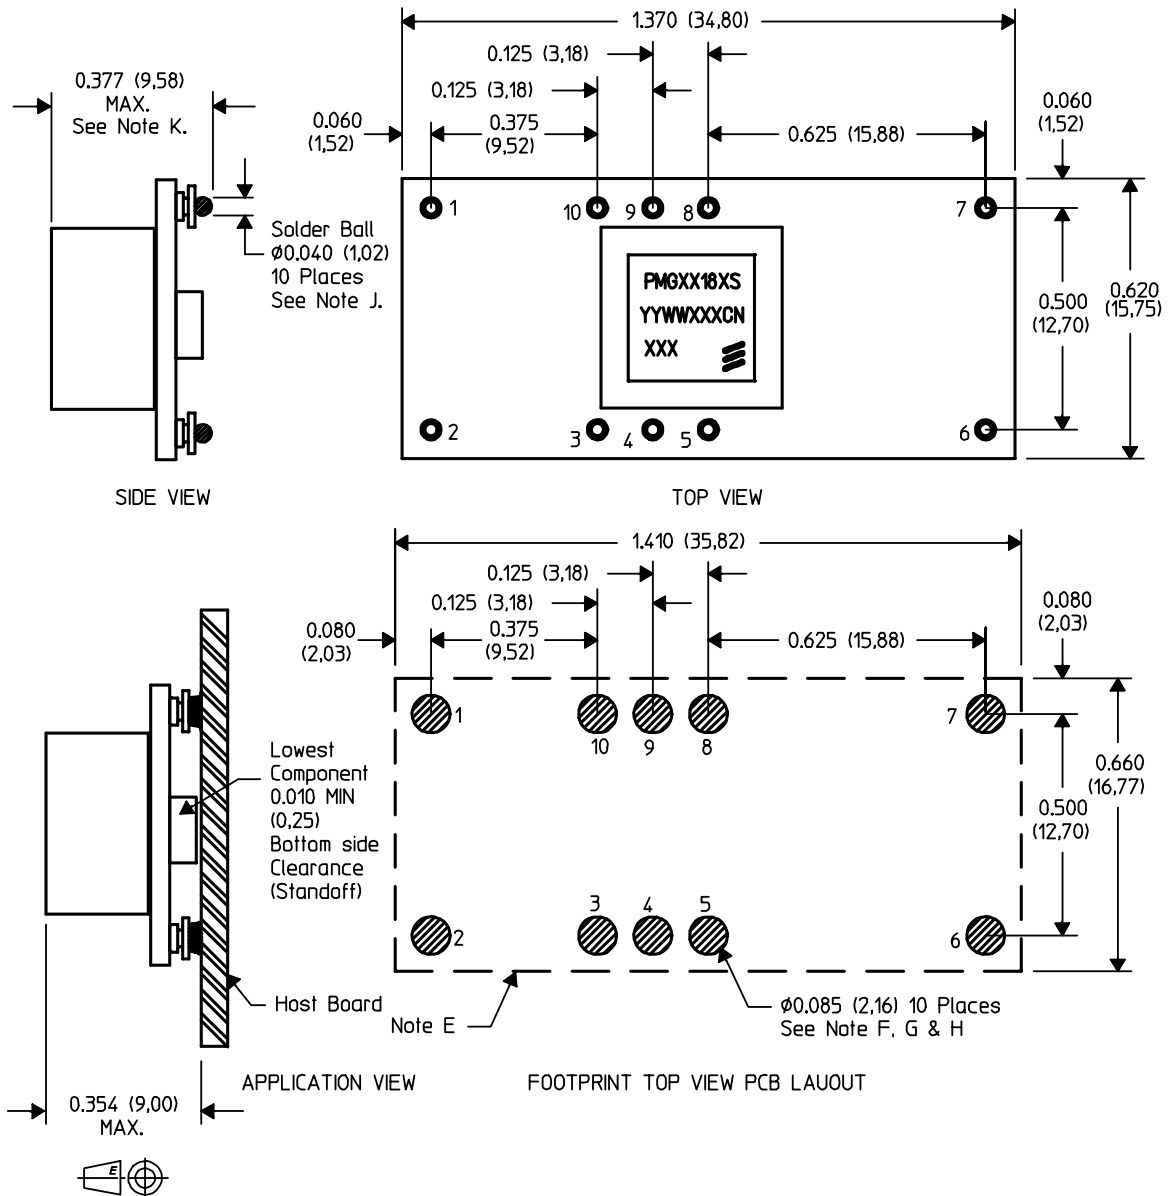 1.370 (34,80)
0.125 (3,18)
0.377 (9,58)
MAX.
See Note K.
0.125 (3,18)
0.060
(1,52)
0.375
(9,52)
0.625 (15,88)
0.060
(1,52)
1
10
9
8
7
Solder Ball
Ø0.040 (1,02)
10 Places
See Note J.
PMGXX18XS
YYWWXXXCN
XXX
0.500
(12,70)
0.620
(15,75)
2
3
4
5
6
SIDE VIEW
TOP VIEW
1.410 (35,82)
0.125 (3,18)
0.125 (3,18)
0.080
(2,03)
0.375
(9,52)
0.625 (15,88)
0.080
(2,03)
1
10
9
8
7
Lowest
Component
0.010 MIN
(0,25)
Bottom side
Clearance
(Standoff)
0.660
(16,77)
0.500
(12,70)
2
3
4
5
6
Host Board
Note E
Ø0.085 (2,16) 10 Places
See Note F, G & H
APPLICATION VIEW
FOOTPRINT TOP VIEW PCB LAUOUT
0.354 (9,00)
MAX.
E